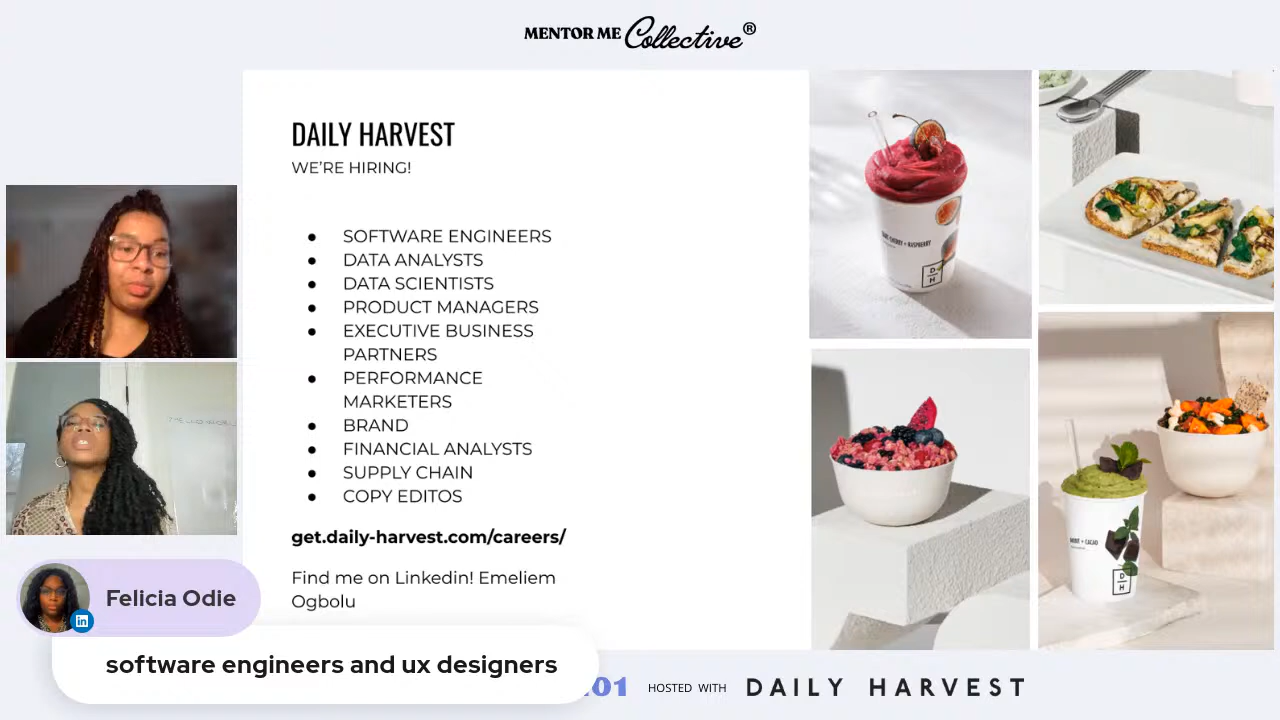 MENTOR ME Collective®
DAILY HARVEST
WE'RE HIRING!
● SOFTWARE ENGINEERS
● DATA ANALYSTS
● DATA SCIENTISTS
● PRODUCT MANAGERS
● EXECUTIVE BUSINESS
PARTNERS
● PERFORMANCE
MARKETERS
● BRAND
● FINANCIAL ANALYSTS
● SUPPLY CHAIN
● COPY EDITOS
get.daily-harvest.com/careers/
Find me on Linkedin! Emeliem
Ogbolu
D
H
D
H
in
Felicia Odie
software engineers and ux designers
01 HOSTED WITH DAILY HARVEST